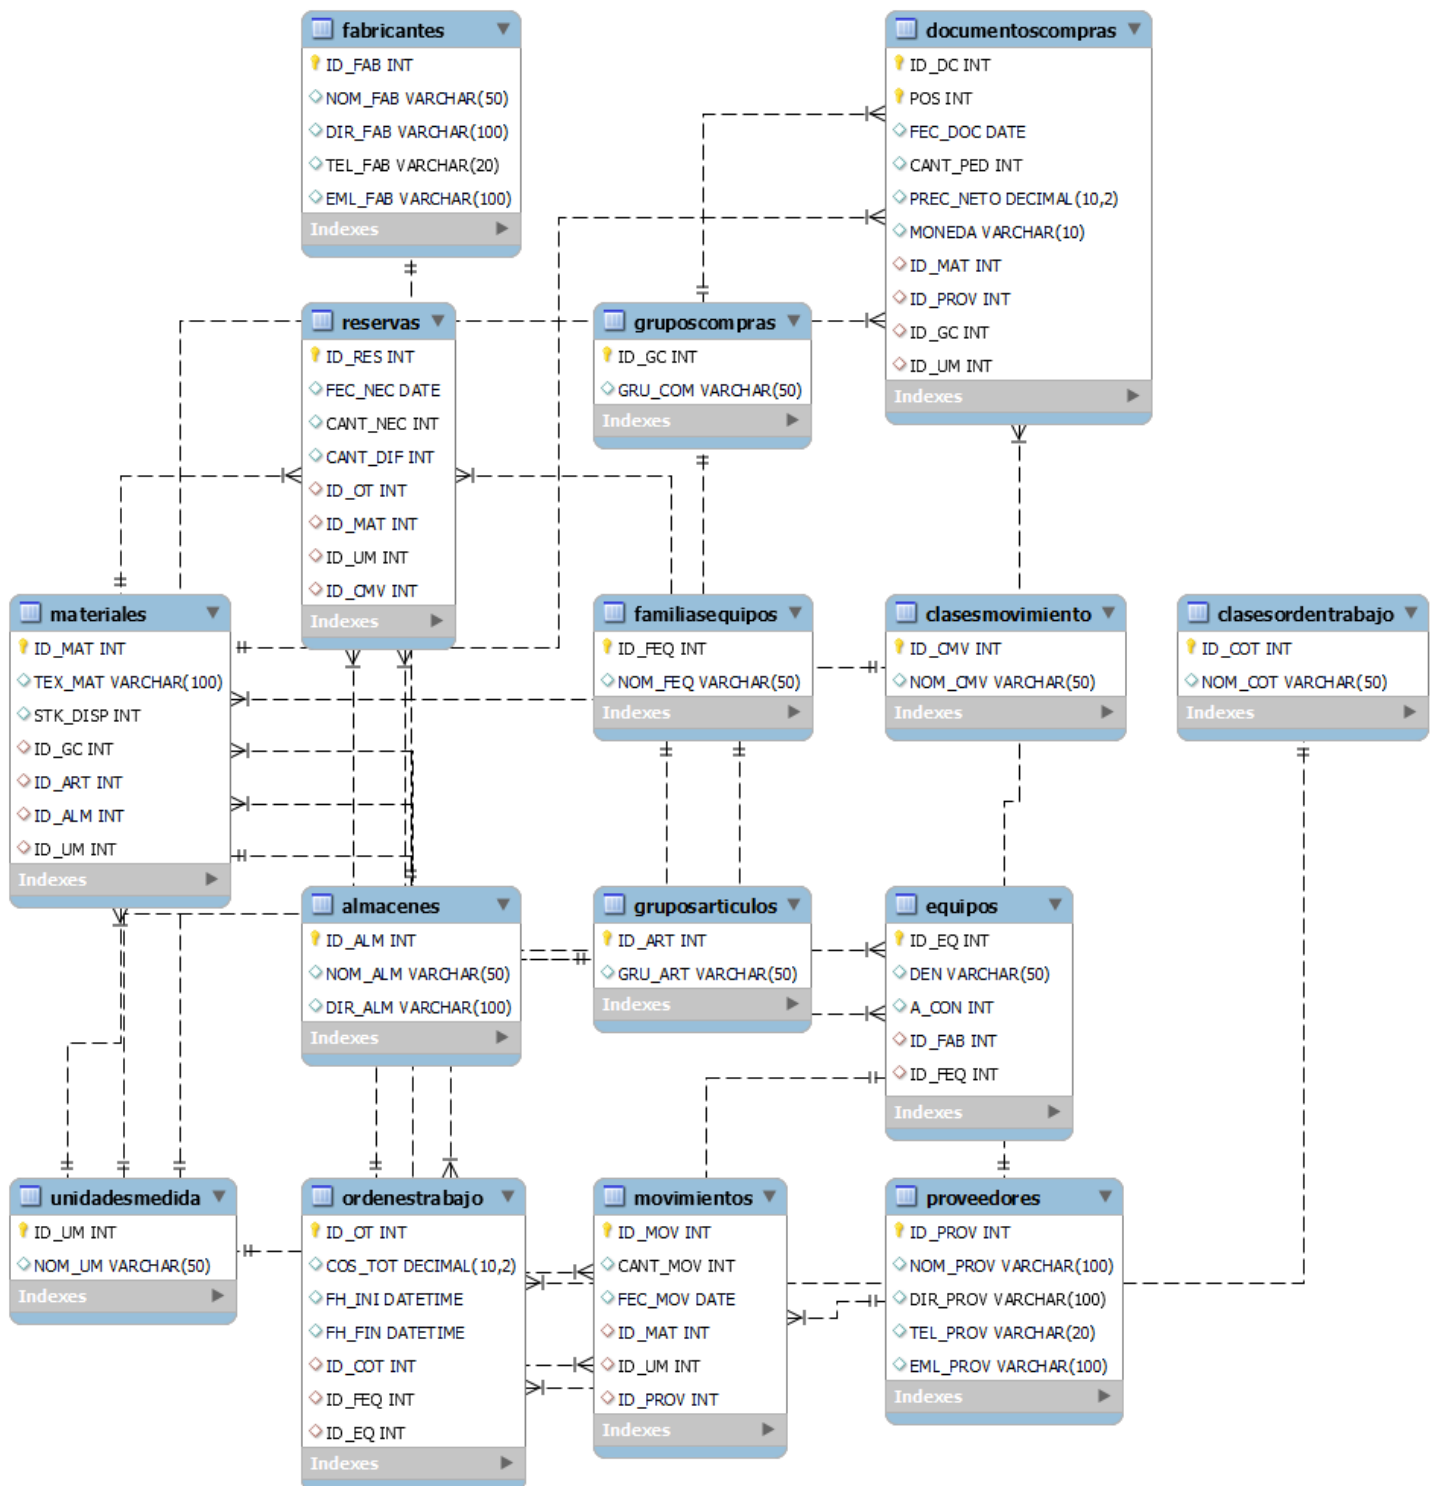 fabricantes
ID_FAB INT
NOM_FAB VARCHAR(50)
DIR_FAB VARCHAR(100)
TEL_FAB VARCHAR(20)
EML_FAB VARCHAR(100)
Indexes
documentoscompras
ID_DC INT
POS INT
FEC_DOC DATE
CANT_PED INT
PREC_NETO DECIMAL(10,2)
MONEDA VARCHAR(10)
ID_MAT INT
ID_PROV INT
ID_GC INT
ID_UM INT
Indexes
reservas
ID_RES INT
FEC_NEC DATE
CANT_NEC INT
CANT_DIF INT
ID_OT INT
ID_MAT INT
ID_UM INT
ID_CMV INT
Indexes
gruposcompras
ID_GC INT
GRU_COM VARCHAR(50)
Indexes
materiales
ID_MAT INT
TEX_MAT VARCHAR(100)
STK_DISP INT
ID_GC INT
ID_ART INT
ID_ALM INT
ID_UM INT
Indexes
familiasequipos
ID_FEQ INT
NOM_FEQ VARCHAR(50)
Indexes
clasesmovimiento
ID_CMV INT
NOM_CMV VARCHAR(50)
Indexes
clasesordentrabajo
ID_COT INT
NOM_COT VARCHAR(50)
Indexes
almacenes
ID_ALM INT
NOM_ALM VARCHAR(50)
DIR_ALM VARCHAR(100)
Indexes
gruposarticulos
ID_ART INT
GRU_ART VARCHAR(50)
Indexes
equipos
ID_EQ INT
DEN VARCHAR(50)
A_CON INT
ID_FAB INT
ID_FEQ INT
Indexes
unidadesmedida
ID_UM INT
NOM_UM VARCHAR(50)
Indexes
ordenestrabajo
ID_OT INT
COS_TOT DECIMAL(10,2)
FH_INI DATETIME
FH_FIN DATETIME
ID_COT INT
ID_FEQ INT
ID_EQ INT
Indexes
movimientos
ID_MOV INT
CANT_MOV INT
FEC_MOV DATE
ID_MAT INT
ID_UM INT
ID_PROV INT
Indexes
proveedores
ID_PROV INT
NOM_PROV VARCHAR(100)
DIR_PROV VARCHAR(100)
TEL_PROV VARCHAR(20)
EML_PROV VARCHAR(100)
Indexes